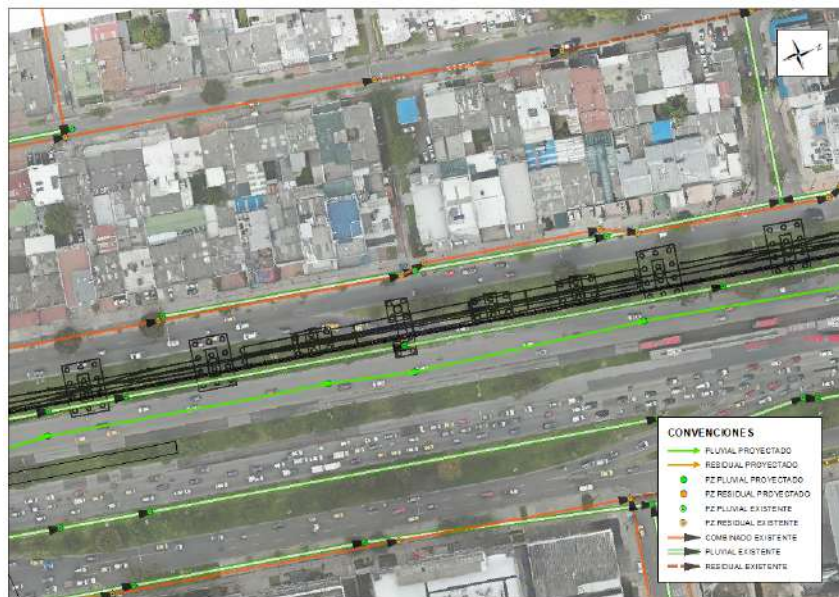 CONVENCIONES
PLUVIAL PROYECTADO
RESIDUAL PROYECTADO
PZ PLUVIAL PROYECTADO
PZ RESIDUAL PROYECTADO
PZ PLUVIAL EXISTENTE
PZ RESIDUAL EXISTENTE
COMBINADO EXISTENTE
PLUVIAL EXISTENTE
RESIDUAL EXISTENTE